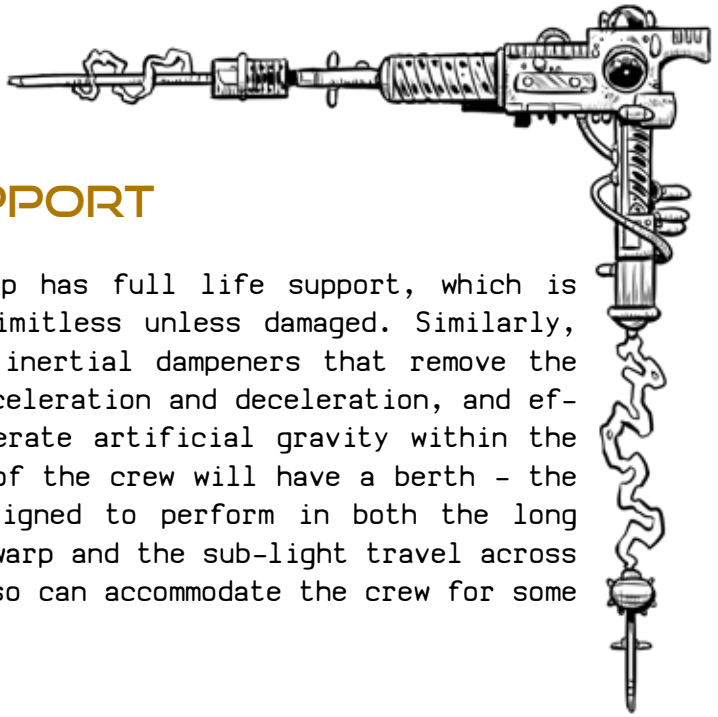 PPORT
p has full life support, which is
imitless unless damaged. Similarly,
inertial dampeners that remove the
celeration and deceleration, and ef-
erate artificial gravity within the
of the crew will have a berth - the
igned to perform in both the long
warp and the sub-light travel across
so can accommodate the crew for some